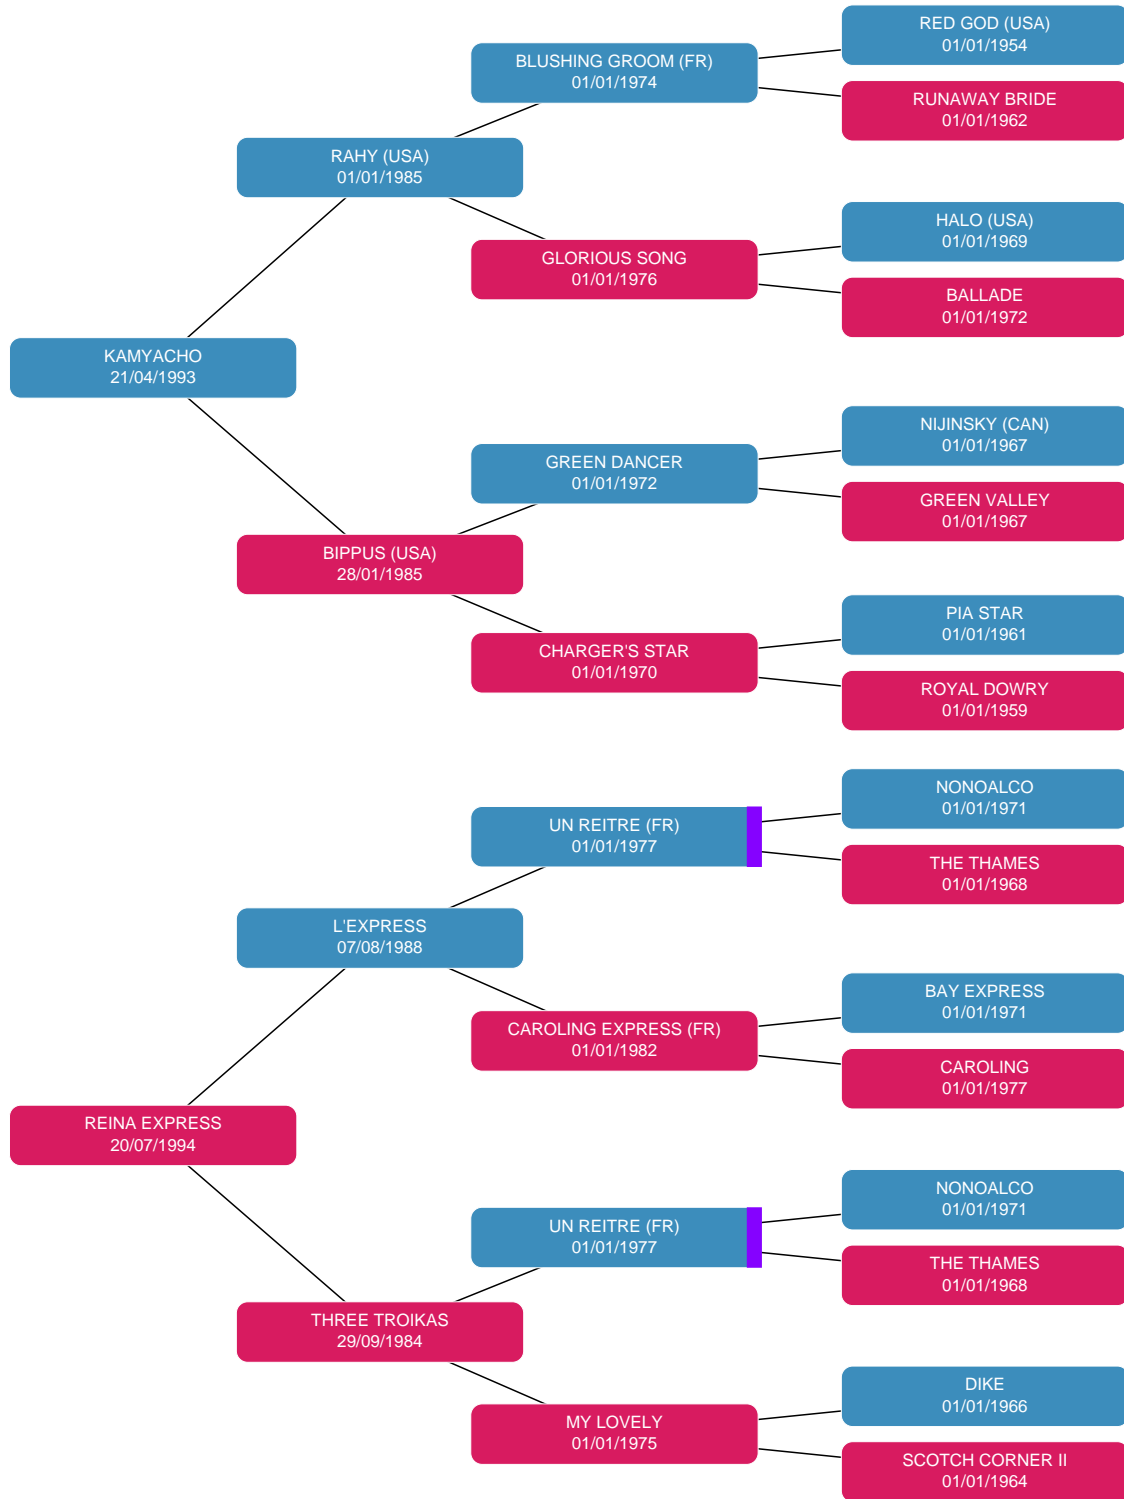 RED GOD (USA)
01/01/1954
BLUSHING GROOM (FR)
01/01/1974
RUNAWAY BRIDE
01/01/1962
RAHY (USA)
01/01/1985
HALO (USA)
01/01/1969
GLORIOUS SONG
01/01/1976
BALLADE
01/01/1972
KAMYACHO
21/04/1993
NIJINSKY (CAN)
01/01/1967
GREEN DANCER
01/01/1972
GREEN VALLEY
01/01/1967
BIPPUS (USA)
28/01/1985
PIA STAR
01/01/1961
CHARGER'S STAR
01/01/1970
ROYAL DOWRY
01/01/1959
NONOALCO
01/01/1971
UN REITRE (FR)
01/01/1977
THE THAMES
01/01/1968
L'EXPRESS
07/08/1988
BAY EXPRESS
01/01/1971
CAROLING EXPRESS (FR)
01/01/1982
CAROLING
01/01/1977
REINA EXPRESS
20/07/1994
NONOALCO
01/01/1971
UN REITRE (FR)
01/01/1977
THE THAMES
01/01/1968
THREE TROIKAS
29/09/1984
DIKE
01/01/1966
MY LOVELY
01/01/1975
SCOTCH CORNER II
01/01/1964